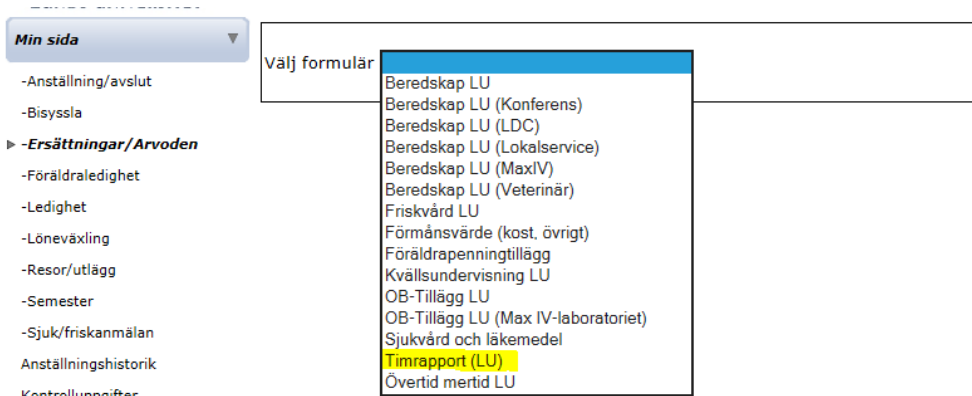 Min sida
-Anställning/avslut
-Bisyssla
-Ersättningar/Arvoden
-Föräldraledighet
-Ledighet
-Löneväxling
-Resor/utlägg
-Semester
-Sjuk/friskanmälan
Anställningshistorik
Kontrolluppgifter
Välj formulär
Beredskap LU
Beredskap LU (Konferens)
Beredskap LU (LDC)
Beredskap LU (Lokalservice)
Beredskap LU (MaxIV)
Beredskap LU (Veterinär)
Friskvård LU
Förmånsvärde (kost, övrigt)
Föräldrapenningtillägg
Kvällsundervisning LU
OB-Tillägg LU
OB-Tillägg LU (Max IV-laboratoriet)
Sjukvård och läkemedel
Timrapport (LU)
Övertid mertid LU